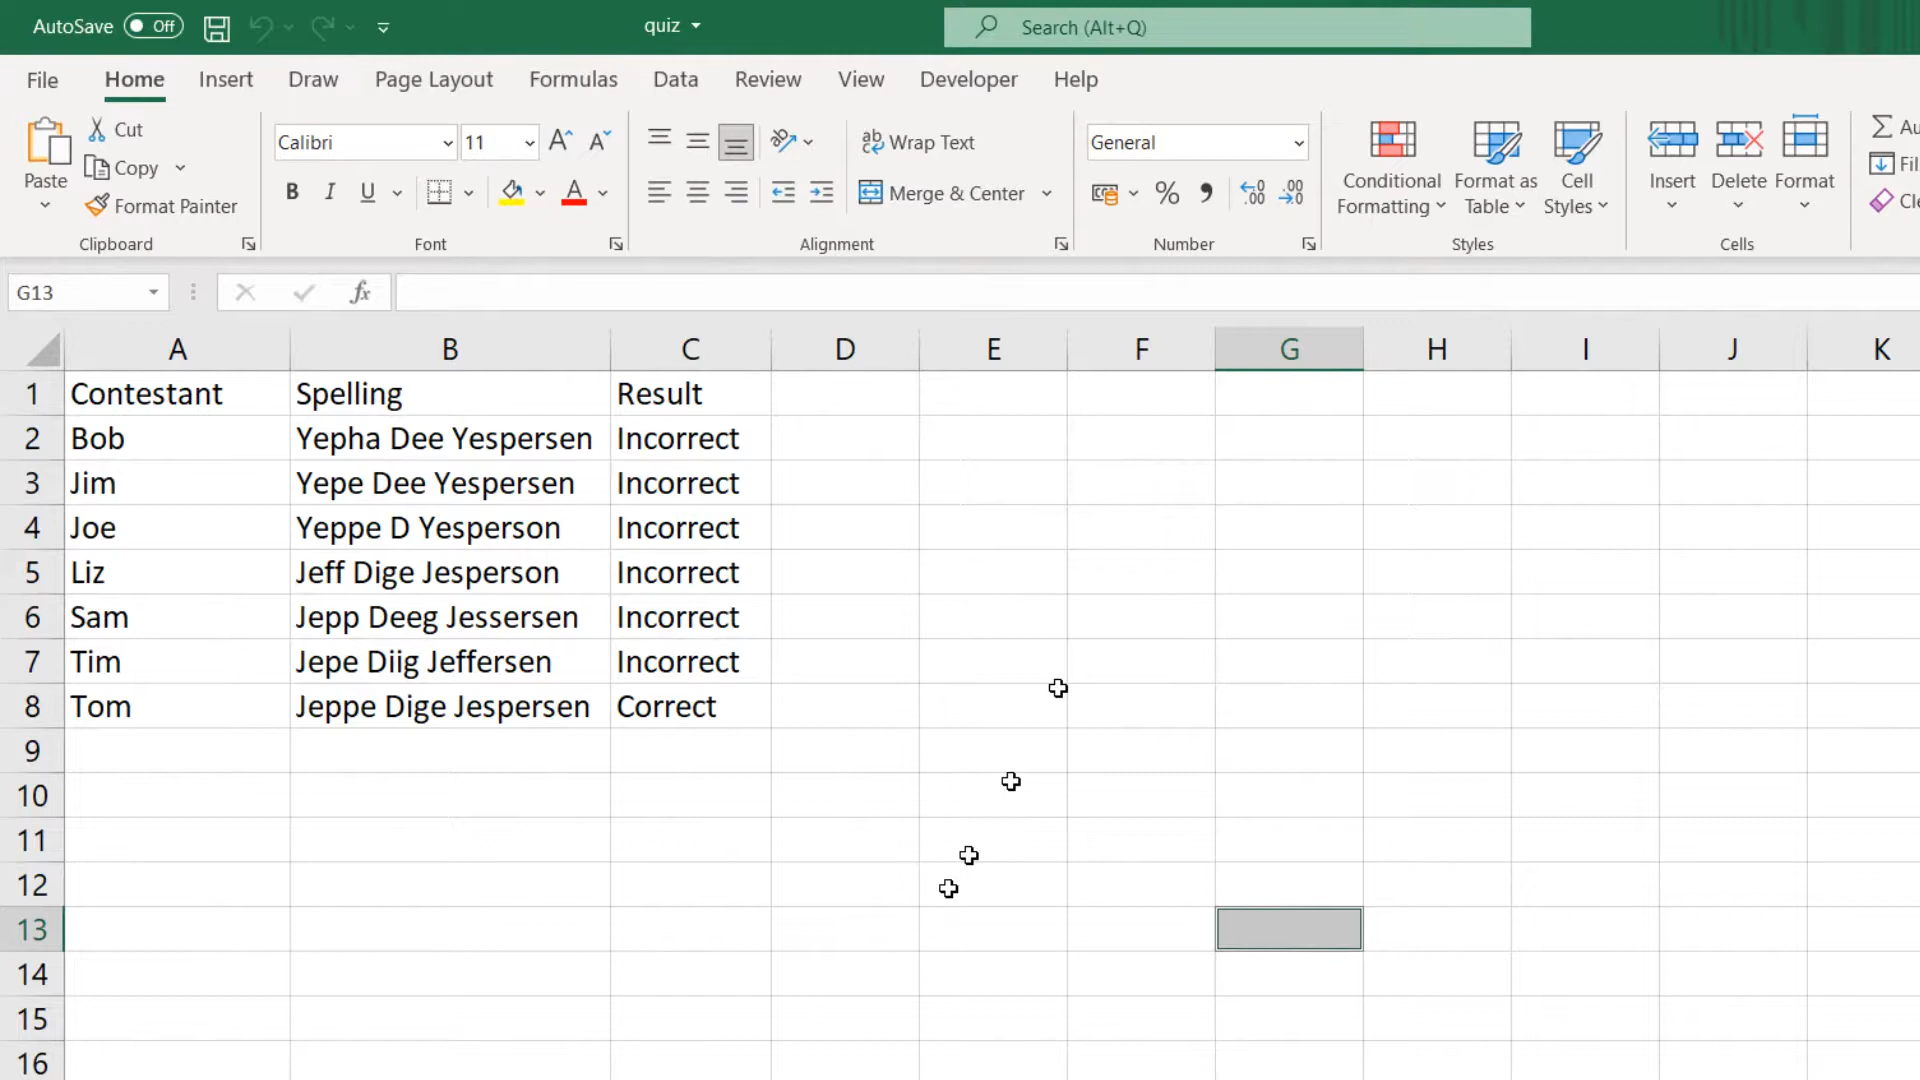 AutoSave Off quiz Search (Alt+Q)
File Home Insert Draw Page Layout Formulas Data Review View Developer Help
Paste Cut Copy Format Painter Clipboard
Calibri 11 B I U A Font
Wrap Text Merge & Center Alignment
General % Number
Conditional Formatting Format as Table Cell Styles Styles
Insert Delete Format Cells
G13 fx
A B C D E F G H I J K
1 Contestant Spelling Result
2 Bob Yepha Dee Yespersen Incorrect
3 Jim Yepe Dee Yespersen Incorrect
4 Joe Yeppe D Yesperson Incorrect
5 Liz Jeff Dige Jesperson Incorrect
6 Sam Jepp Deeg Jessersen Incorrect
7 Tim Jepe Diig Jeffersen Incorrect
8 Tom Jeppe Dige Jespersen Correct
9
10
11
12
13
14
15
16